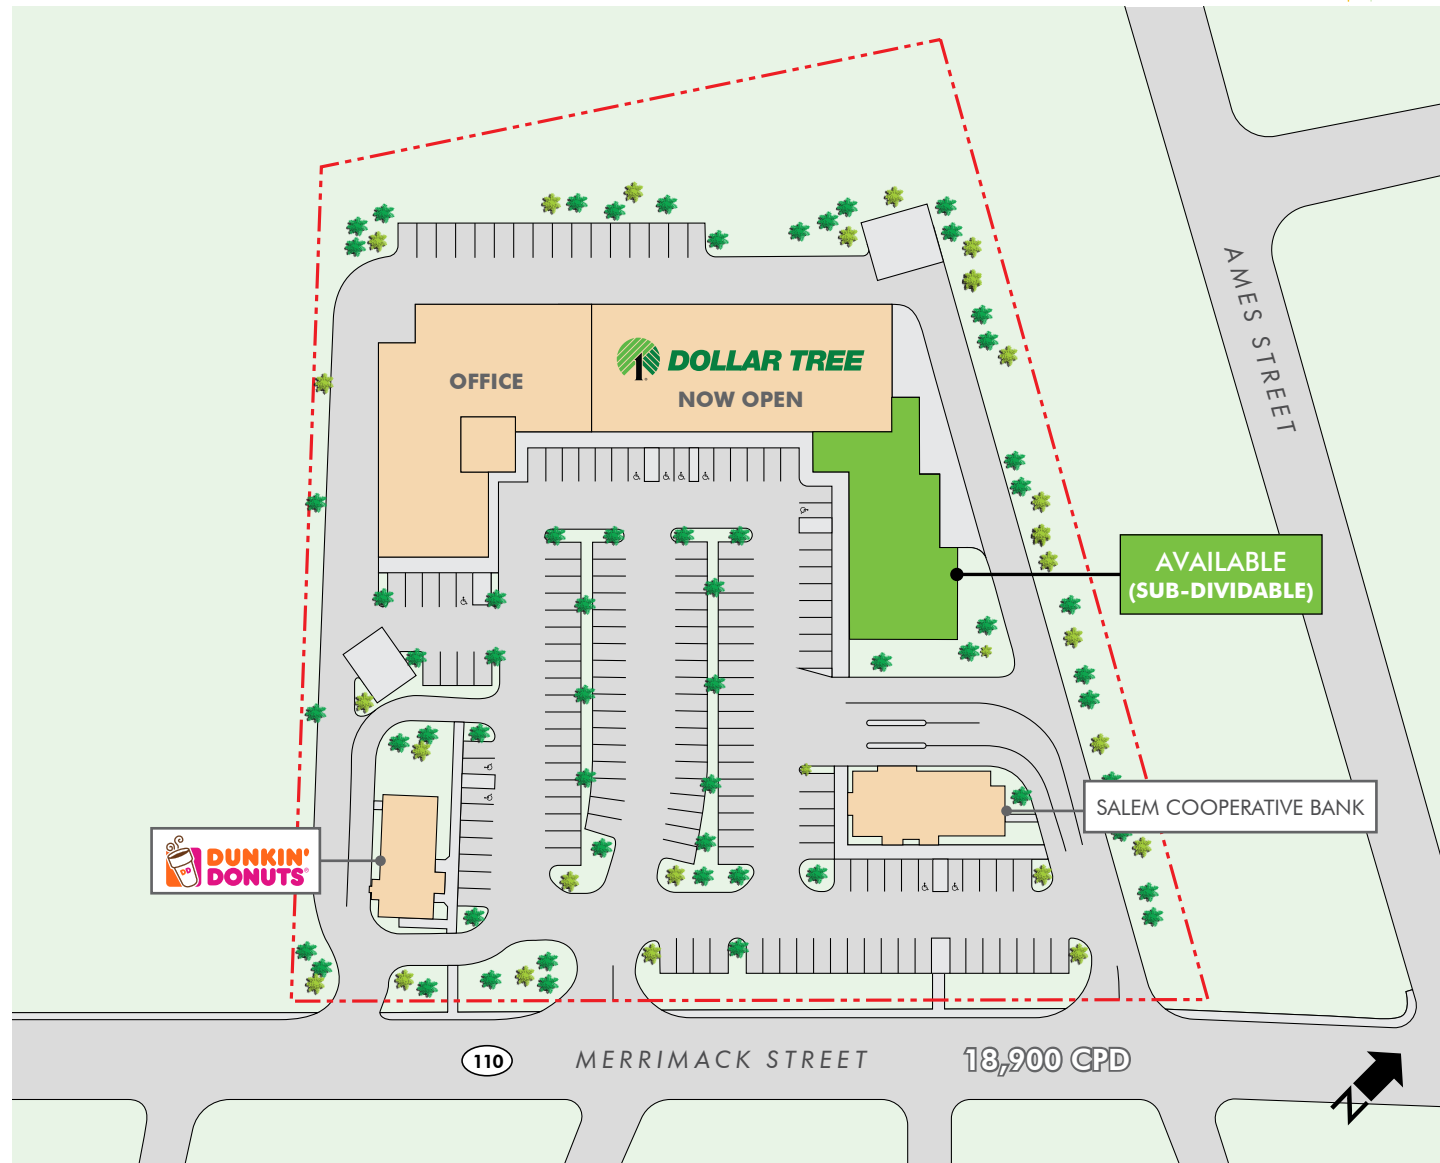 AMES STREET
DOLLAR TREE
OFFICE
NOW OPEN
AVAILABLE
(SUB-DIVIDABLE)
SALEM COOPERATIVE BANK
DUNKIN'
DONUTS®
DD
110
MERRIMACK STREET
18,900 CPD
N